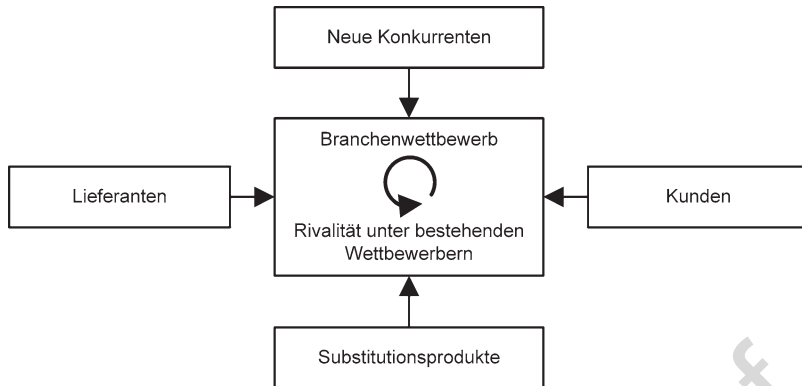 Neue Konkurrenten
Branchenwettbewerb
Lieferanten
Kunden
Rivalität unter bestehenden
Wettbewerbern
Substitutionsprodukte